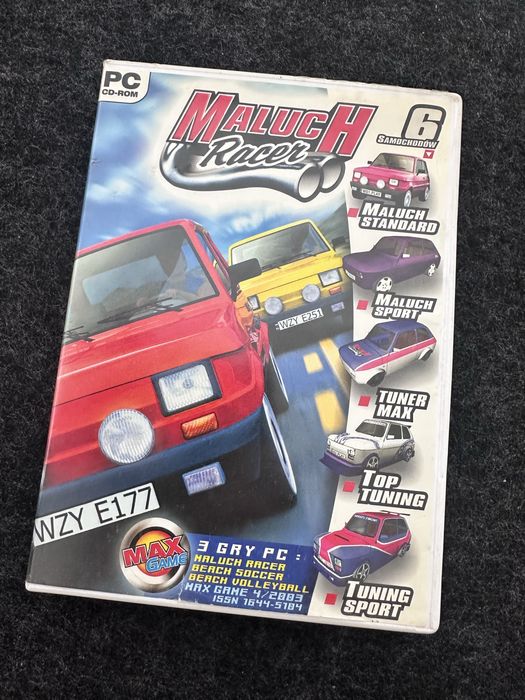 PC
CD-ROM
MALUCH
Racer
6
SAMOCHODÓW
MALUCH
STANDARD
MALUCH
SPORT
TUNER
MAX
TOP
TUNING
TUNING
SPORT
WZY E251
WZY E177
MAX
GAME
3 GRY PC:
MALUCH RACER
BEACH SOCCER
BEACH VOLLEYBALL
MAX GAME 4/2003
ISSN 1644-5104